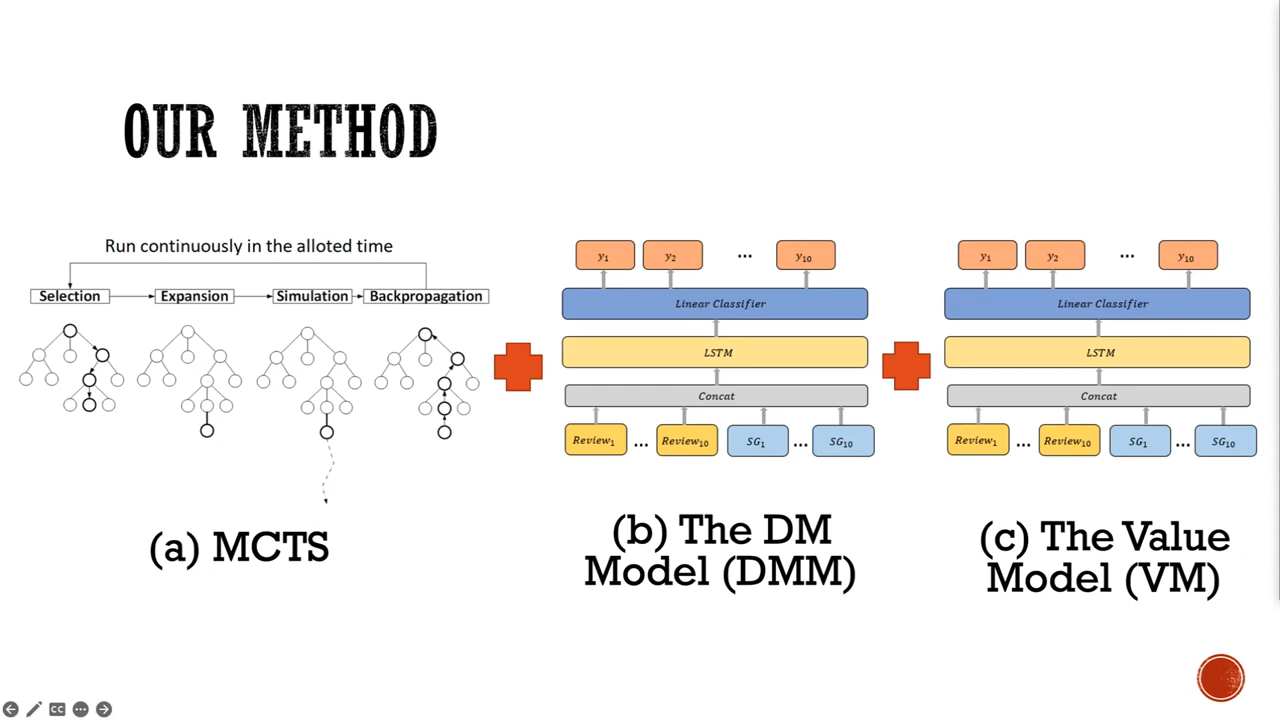 OUR METHOD
Run continuously in the alloted time
Selection Expansion Simulation Backpropagation
(a) MCTS
y1 y2 ... y10
Linear Classifier
LSTM
Concat
Review1 ... Review10 SG1 ... SG10
(b) The DM
Model (DMM)
y1 y2 ... y10
Linear Classifier
LSTM
Concat
Review1 ... Review10 SG1 ... SG10
(c) The Value
Model (VM)
CC